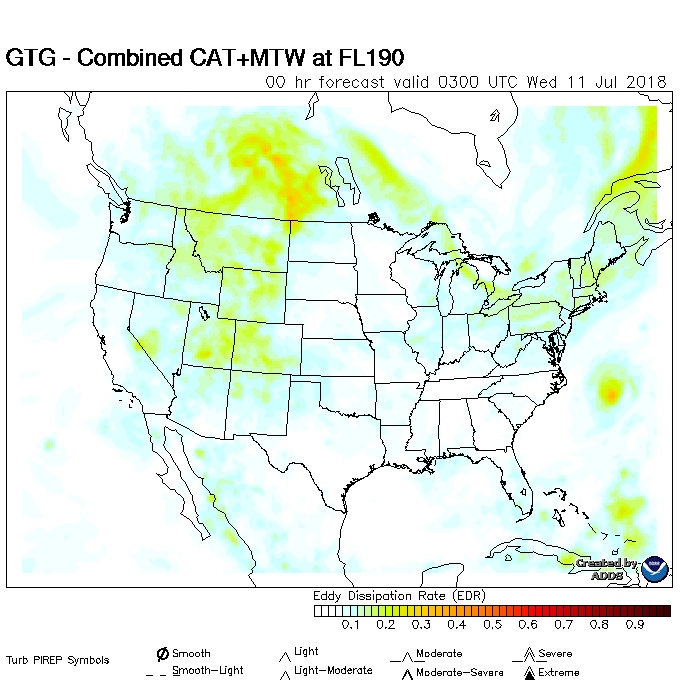 GTG - Combined CAT+MTW at FL190
00 hr forecast valid 0300 UTC Wed 11 Jul 2018
Created by
ADDS
Eddy Dissipation Rate (EDR)
0.1 0.2 0.3 0.4 0.5 0.6 0.7 0.8 0.9
Turb PIREP Symbols
Smooth Light Moderate Severe
Smooth-Light Light-Moderate Moderate-Severe Extreme